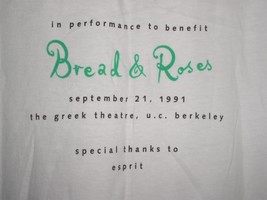 in performance to benefit
Bread & Roses
september 21, 1991
the greek theatre, u.c. berkeley
special thanks to
esprit